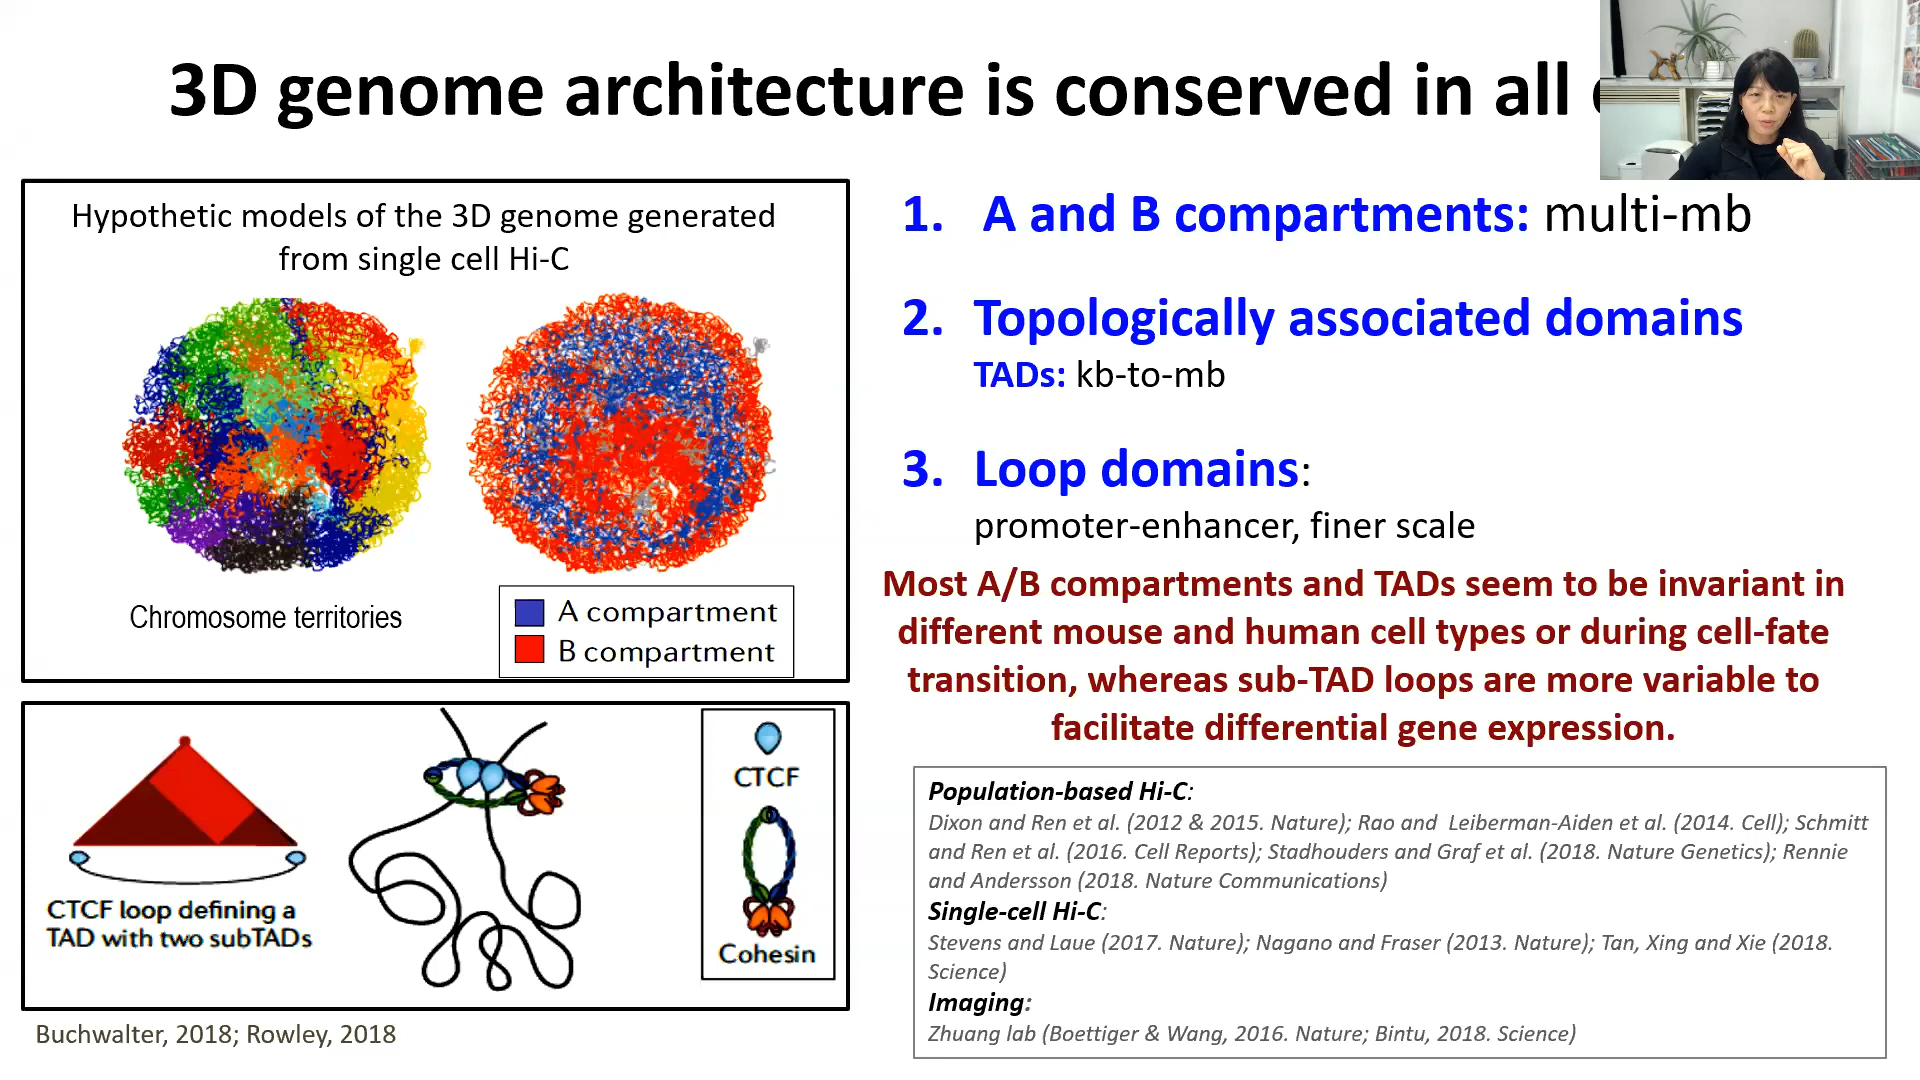 3D genome architecture is conserved in all
Hypothetic models of the 3D genome generated
from single cell Hi-C
Chromosome territories
A compartment
B compartment
CTCF loop defining a
TAD with two subTADs
CTCF
Cohesin
Buchwalter, 2018; Rowley, 2018
1. A and B compartments: multi-mb
2. Topologically associated domains
TADs: kb-to-mb
3. Loop domains:
promoter-enhancer, finer scale
Most A/B compartments and TADs seem to be invariant in
different mouse and human cell types or during cell-fate
transition, whereas sub-TAD loops are more variable to
facilitate differential gene expression.
Population-based Hi-C:
Dixon and Ren et al. (2012 & 2015. Nature); Rao and Leiberman-Aiden et al. (2014. Cell); Schmitt
and Ren et al. (2016. Cell Reports); Stadhouders and Graf et al. (2018. Nature Genetics); Rennie
and Andersson (2018. Nature Communications)
Single-cell Hi-C:
Stevens and Laue (2017. Nature); Nagano and Fraser (2013. Nature); Tan, Xing and Xie (2018.
Science)
Imaging:
Zhuang lab (Boettiger & Wang, 2016. Nature; Bintu, 2018. Science)